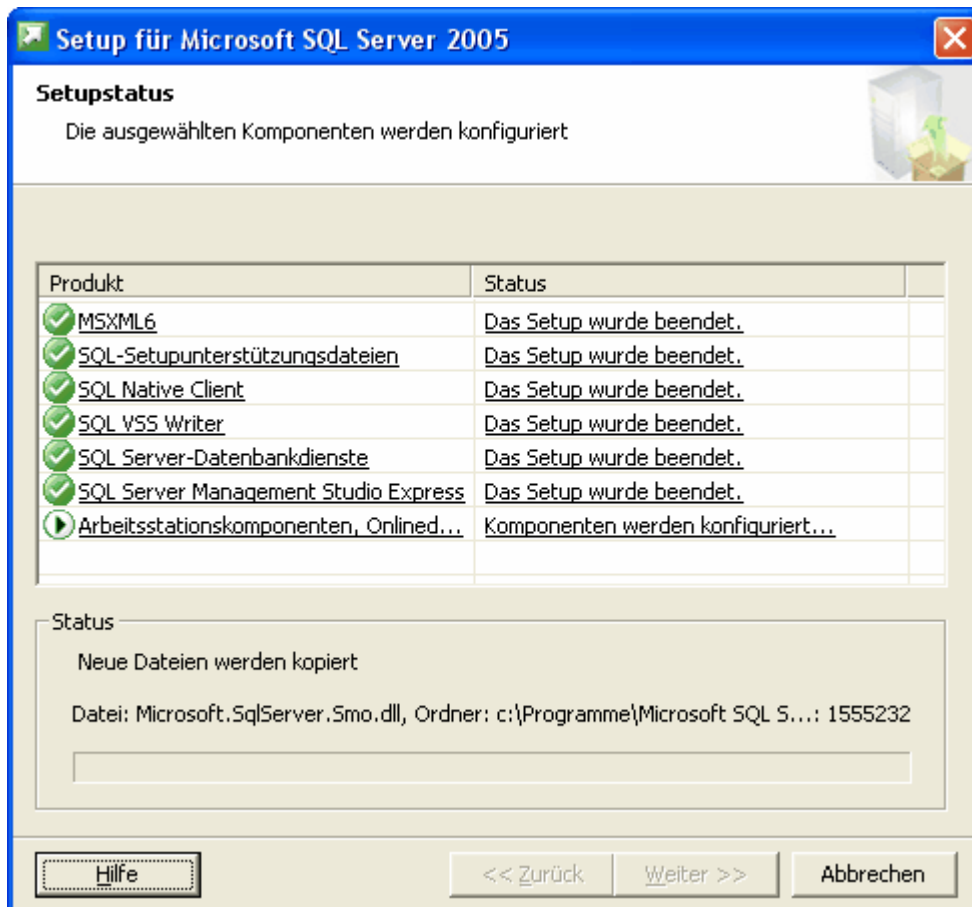 Setup für Microsoft SQL Server 2005
Setupstatus
Die ausgewählten Komponenten werden konfiguriert
Produkt Status
MSXML6 Das Setup wurde beendet.
SQL-Setupunterstützungsdateien Das Setup wurde beendet.
SQL Native Client Das Setup wurde beendet.
SQL VSS Writer Das Setup wurde beendet.
SQL Server-Datenbankdienste Das Setup wurde beendet.
SQL Server Management Studio Express Das Setup wurde beendet.
Arbeitsstationskomponenten, Onlined... Komponenten werden konfiguriert...
Status
Neue Dateien werden kopiert
Datei: Microsoft.SqlServer.Smo.dll, Ordner: c:\Programme\Microsoft SQL S...: 1555232
Hilfe << Zurück Weiter >> Abbrechen